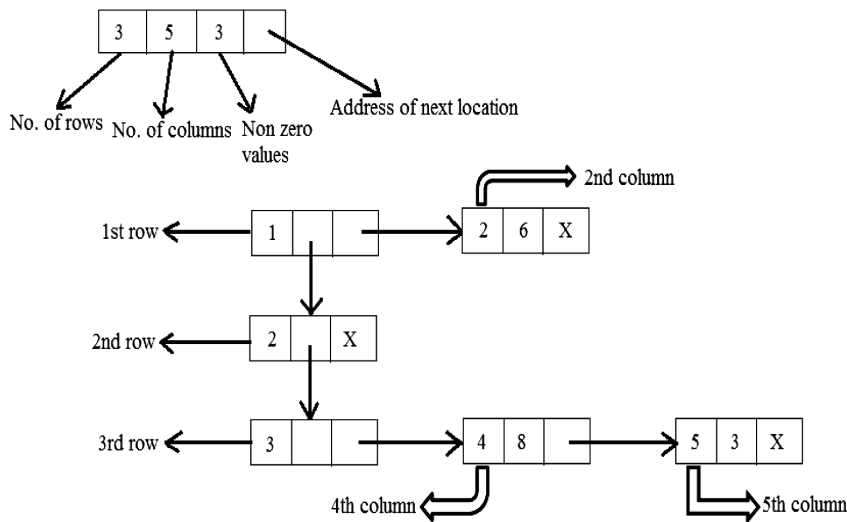 3 5 3
No. of rows No. of columns Non zero values
Address of next location
2nd column
1st row 1 2 6 X
2nd row 2 X
3rd row 3 4 8 5 3 X
4th column 5th column